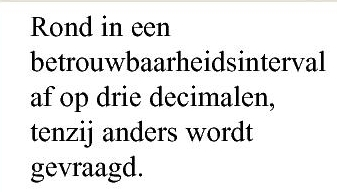 Rond in een
betrouwbaarheidsinterval
af op drie decimalen,
tenzij anders wordt
gevraagd.